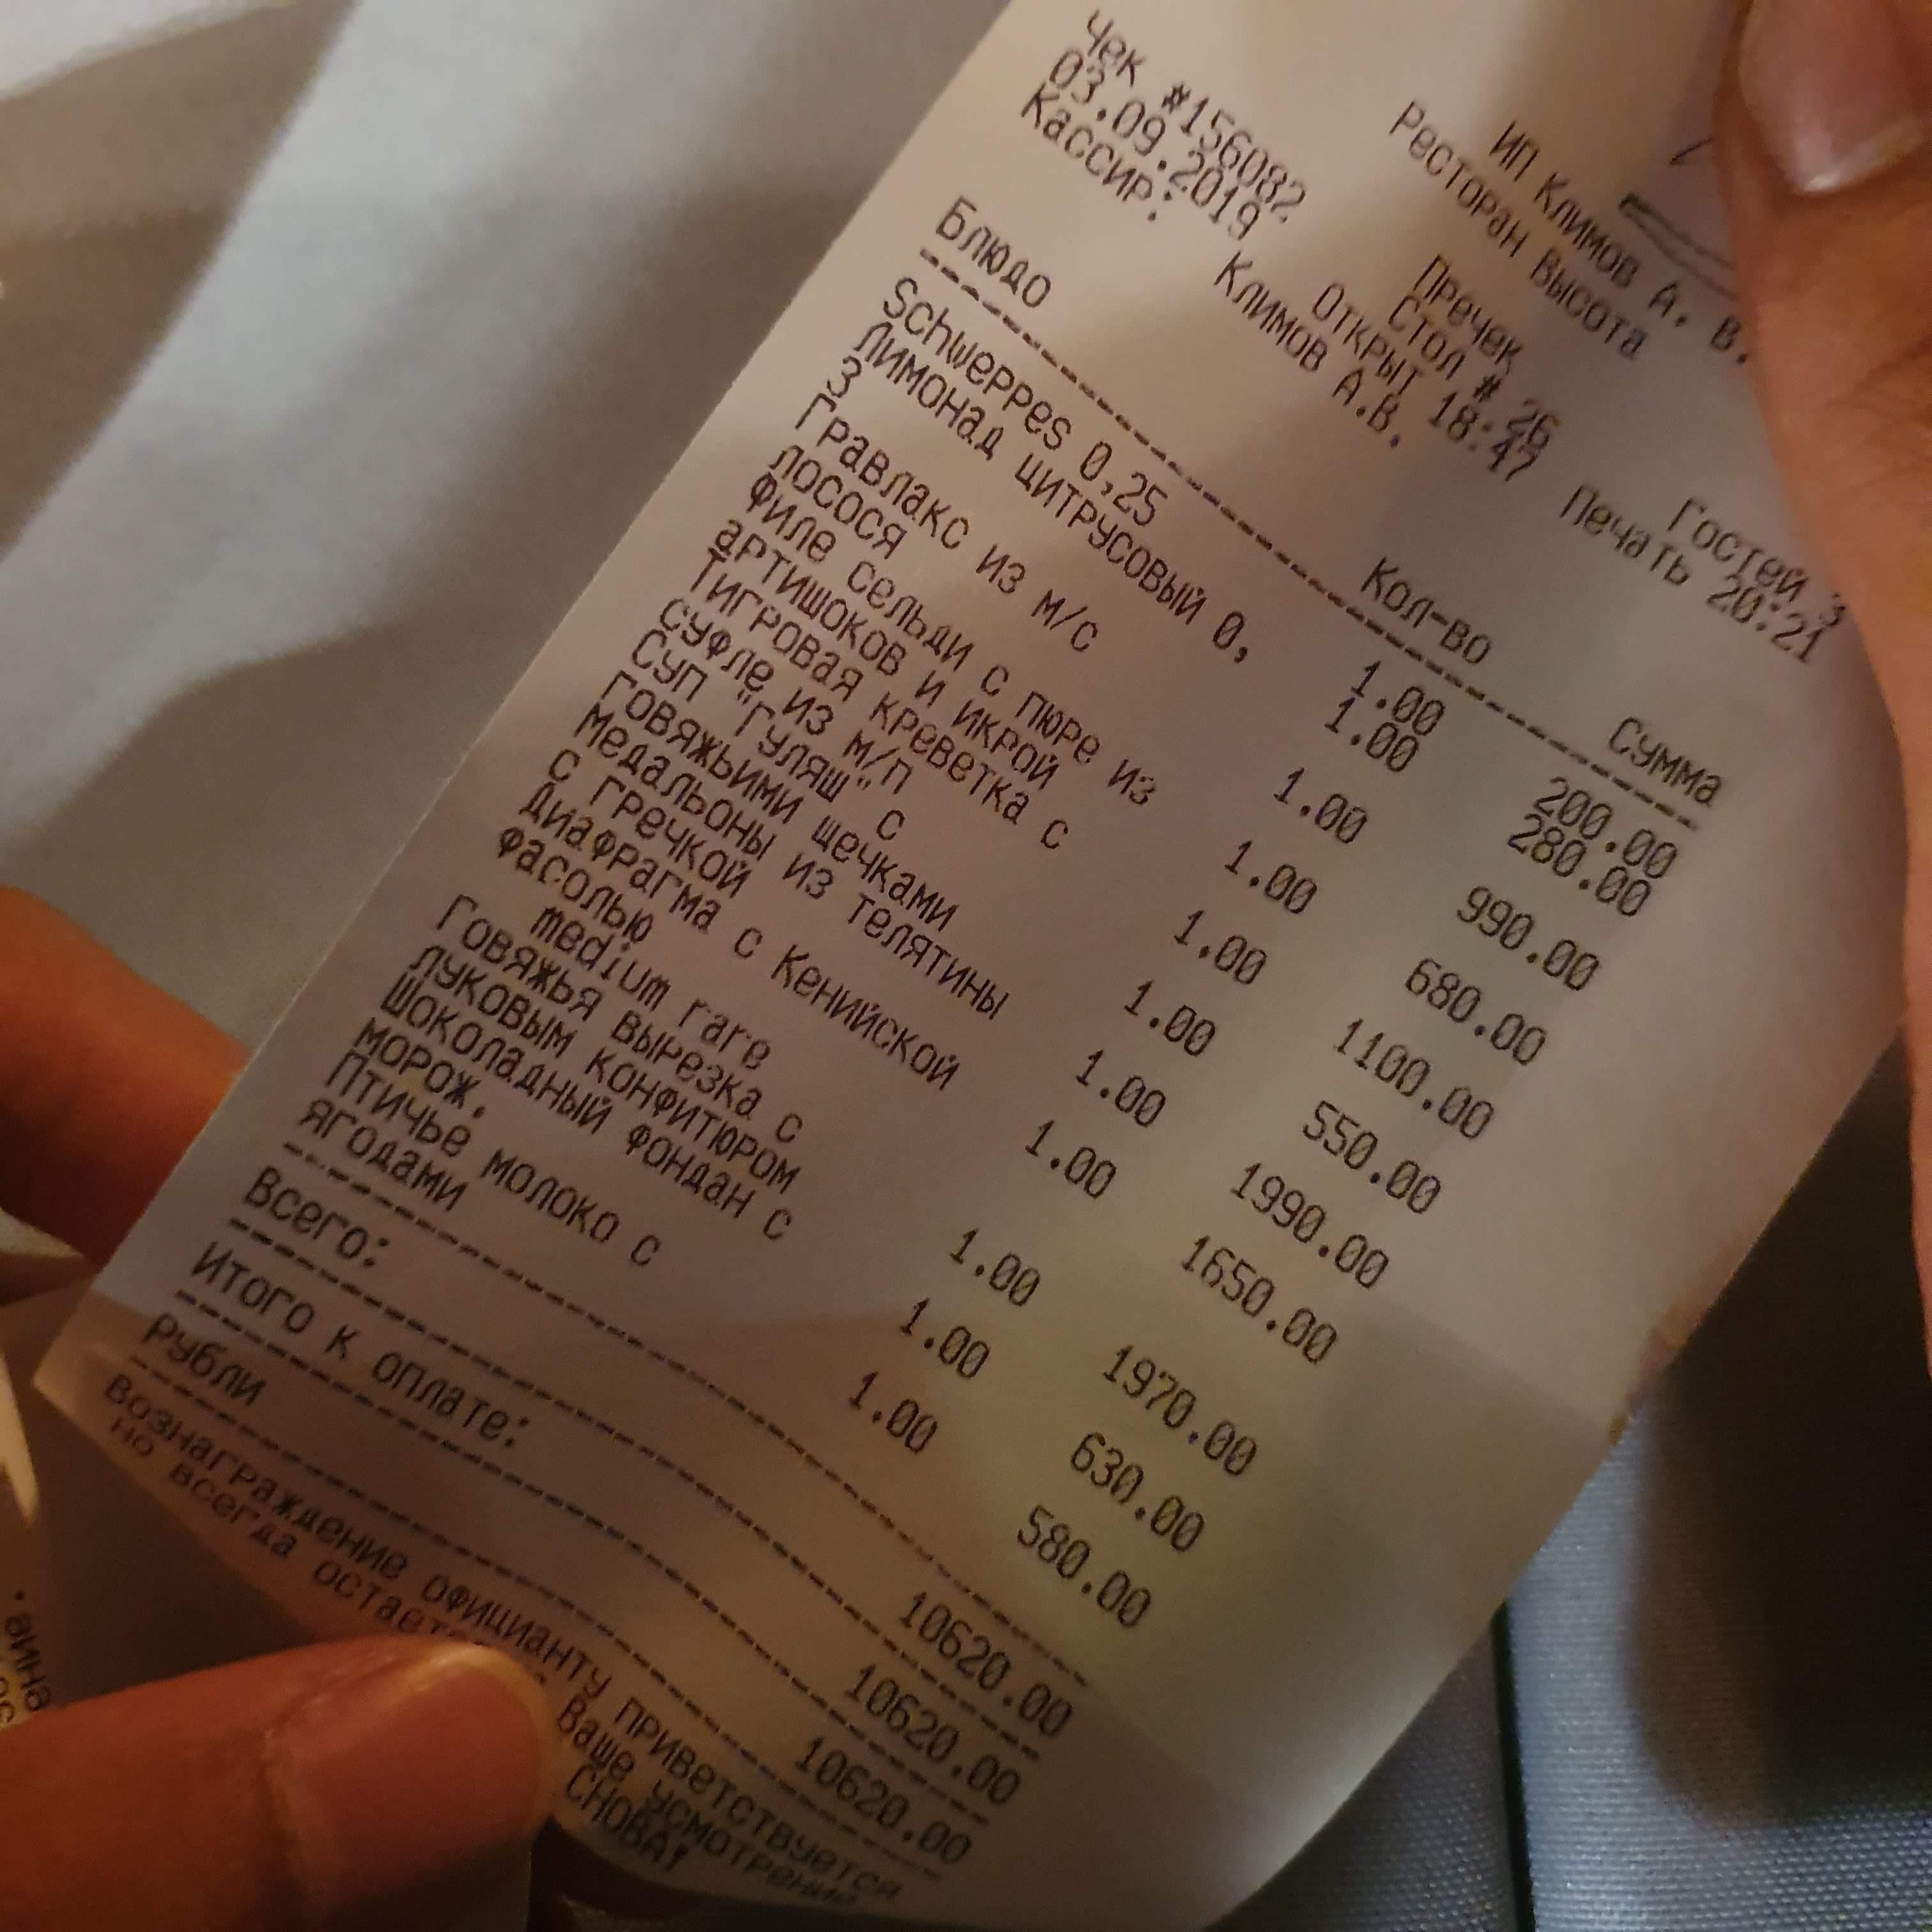 ИП Климов А. В.
Ресторан Высота
Пречек
Чек #156082 Стол # 26 Гостей 3
03.09.2019 Открыт 18:47 Печать 20:21
Кассир: Климов А.В.
Блюдо Кол-во Сумма
Schweppes 0,25 1.00 200.00
Лимонад цитрусовый 0, 1.00 280.00
3
Гравлакс из м/с 1.00 990.00
лосося
Филе сельди с пюре из 1.00 680.00
артишоков и икрой
Тигровая креветка с 1.00 1100.00
суфле из м/п
Суп "Гуляш" с 1.00 550.00
говяжьими щечками
Медальоны из телятины 1.00 1990.00
с гречкой
Диафрагма с Кенийской 1.00 1650.00
фасолью
medium rare
Говяжья вырезка с 1.00 1970.00
луковым конфитюром
Шоколадный фондан с 1.00 630.00
морож.
Птичье молоко с 1.00 580.00
ягодами
Всего: 10620.00
Итого к оплате: 10620.00
Рубли 10620.00
Вознаграждение официанту приветствуется
но всегда Ваше усмотрение
СНОВА!